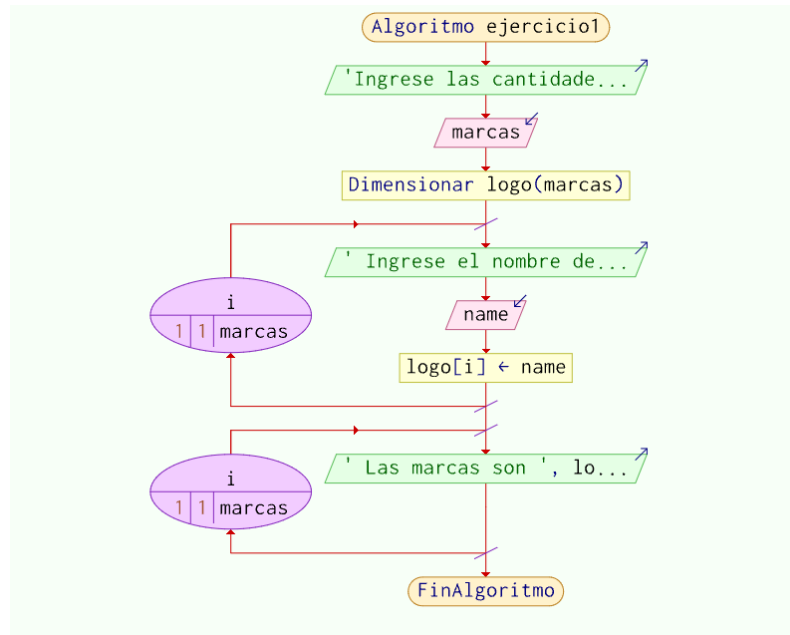 Algoritmo ejercicio1
'Ingrese las cantidade...
marcas
Dimensionar logo(marcas)
' Ingrese el nombre de...
i
1 1 marcas
name
logo[i] ← name
' Las marcas son ', lo...
i
1 1 marcas
FinAlgoritmo